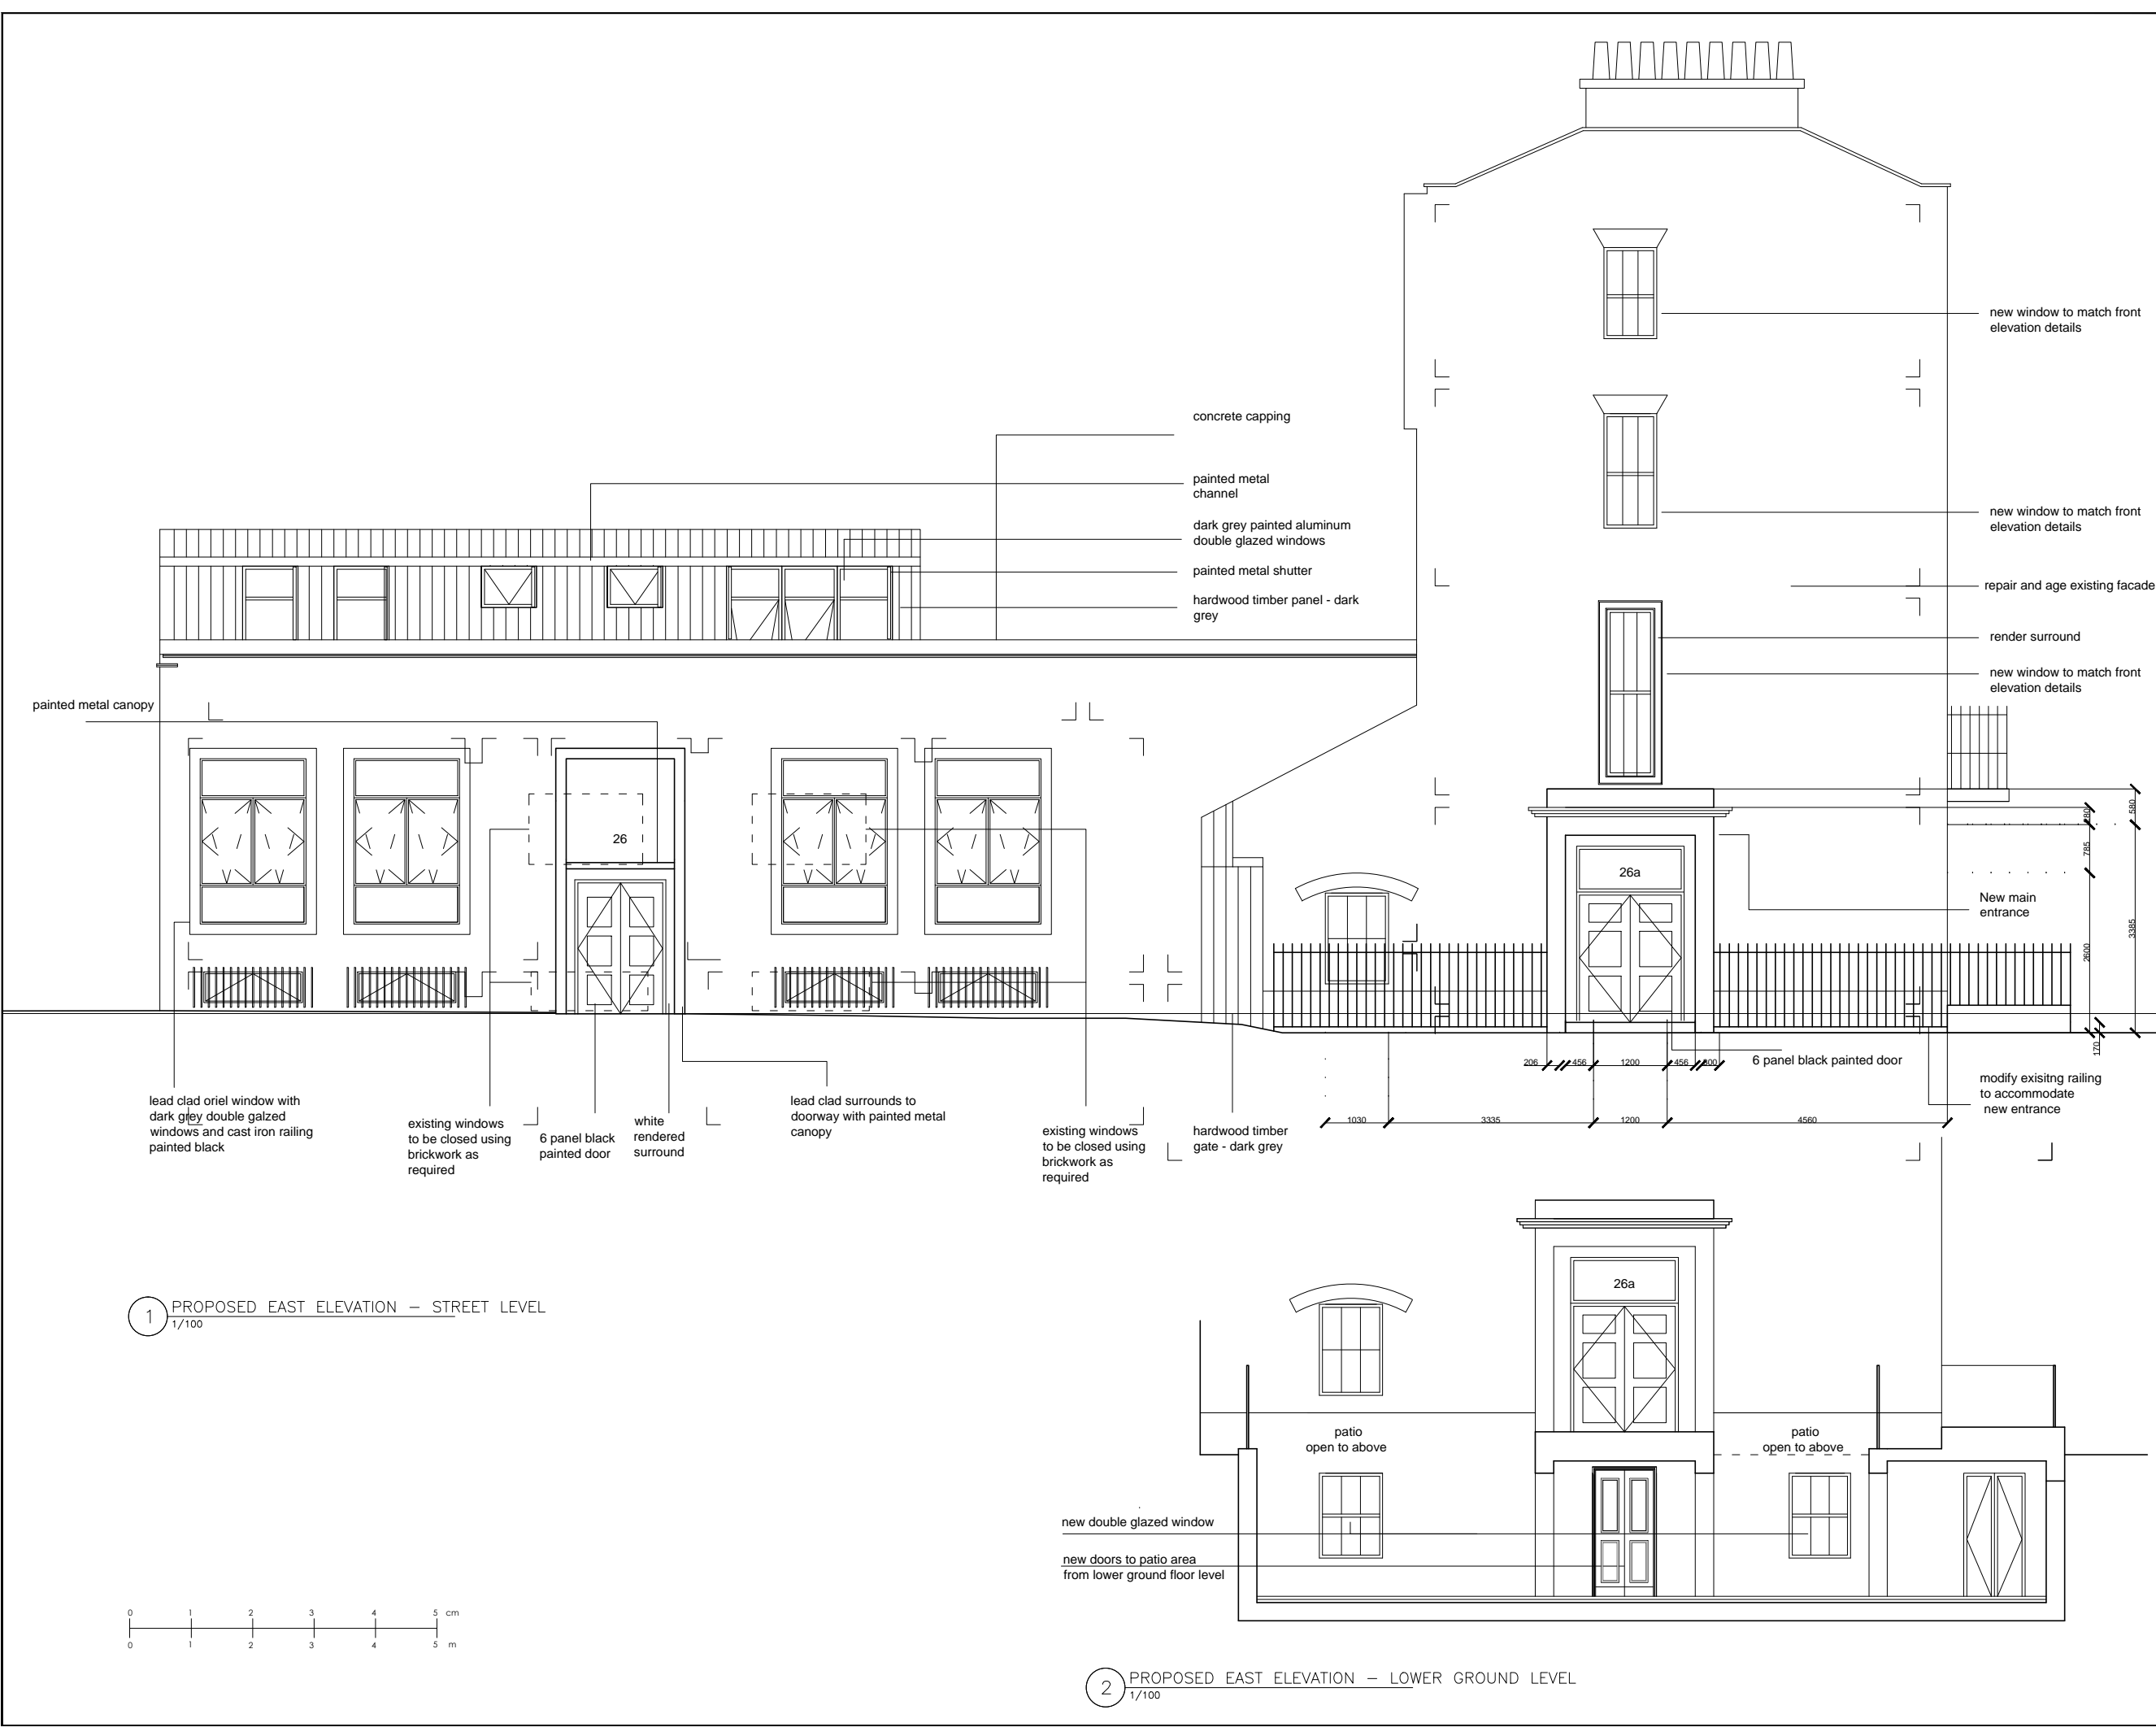 concrete capping
painted metal
channel
dark grey painted aluminum
double glazed windows
painted metal shutter
hardwood timber panel - dark
grey
new window to match front
elevation details
new window to match front
elevation details
repair and age existing facade
render surround
new window to match front
elevation details
painted metal canopy
26
26a
New main
entrance
580
280
785
2600
3385
170
206
456
1200
456
300
6 panel black painted door
modify exisitng railing
to accommodate
new entrance
1030
3335
1200
4560
lead clad oriel window with
dark grey double galzed
windows and cast iron railing
painted black
existing windows
to be closed using
brickwork as
required
6 panel black
painted door
white
rendered
surround
lead clad surrounds to
doorway with painted metal
canopy
existing windows
to be closed using
brickwork as
required
hardwood timber
gate - dark grey
1
PROPOSED EAST ELEVATION - STREET LEVEL
1/100
26a
patio
open to above
patio
open to above
new double glazed window
new doors to patio area
from lower ground floor level
0 1 2 3 4 5 cm
0 1 2 3 4 5 m
2
PROPOSED EAST ELEVATION - LOWER GROUND LEVEL
1/100